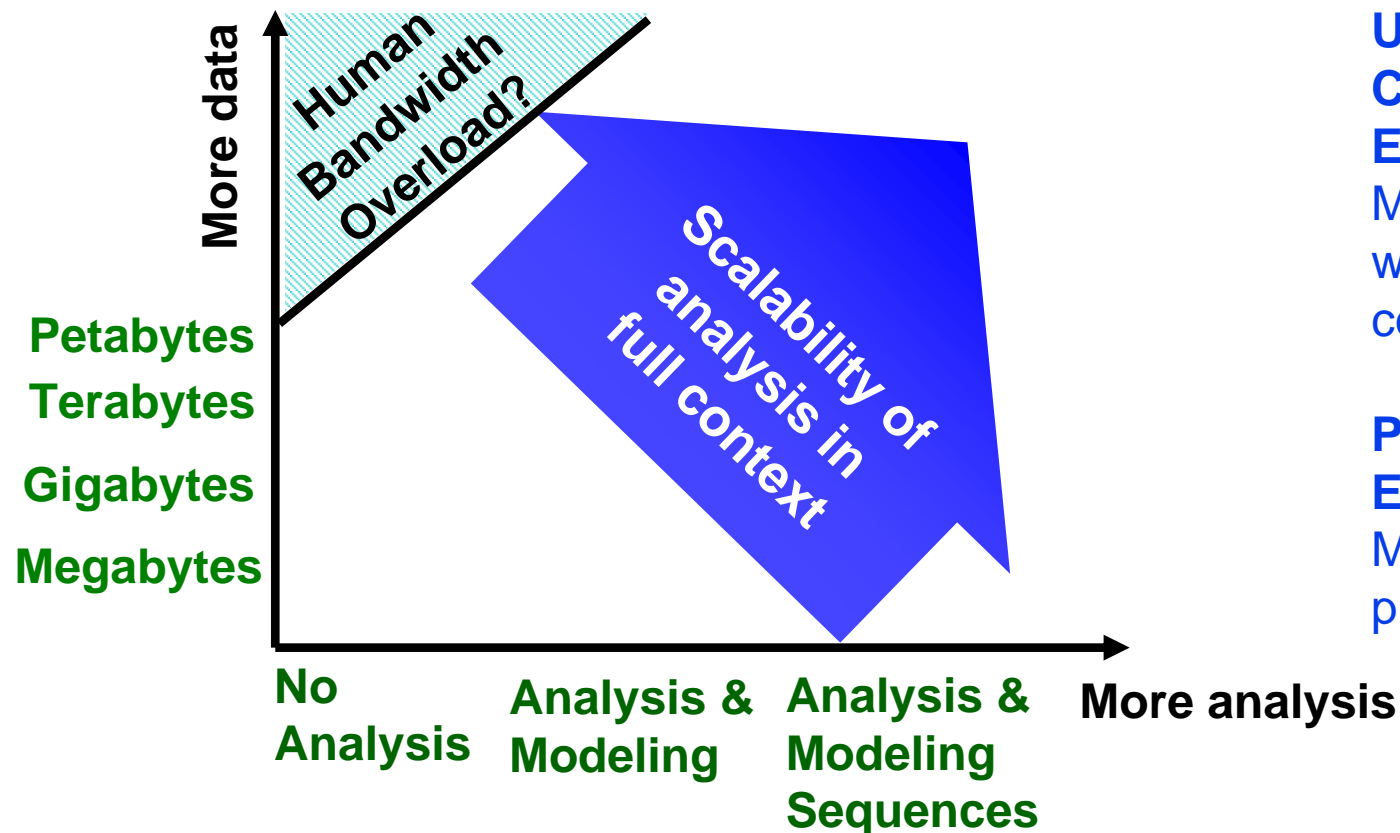 More data
Human
Bandwidth
Overload?
Petabytes
Terabytes
Gigabytes
Megabytes
Scalability of
analysis in
full context
No
Analysis
Analysis &
Modeling
Analysis &
Modeling
Sequences
More analysis